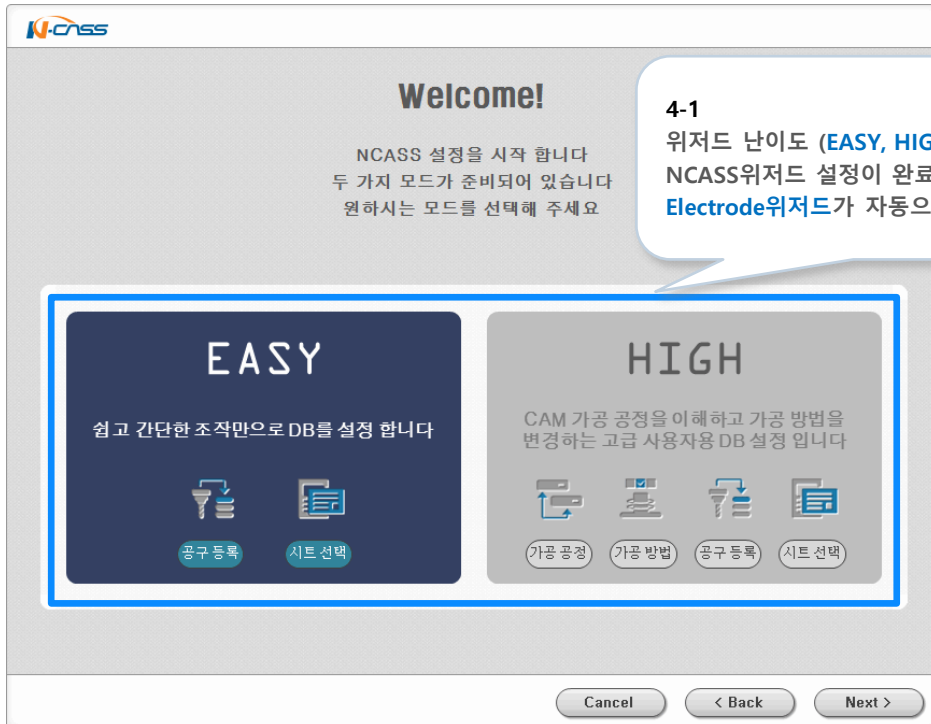 N-CASS
Welcome!
NCASS 설정을 시작 합니다
두 가지 모드가 준비되어 있습니다
원하시는 모드를 선택해 주세요
4-1
위저드 난이도 (EASY, HIG
NCASS위저드 설정이 완료
Electrode위저드가 자동으
EASY
쉽고 간단한 조작만으로 DB를 설정 합니다
공구 등록 시트 선택
HIGH
CAM 가공 공정을 이해하고 가공 방법을
변경하는 고급 사용자용 DB 설정 입니다
가공 공정 가공 방법 공구 등록 시트 선택
Cancel < Back Next >